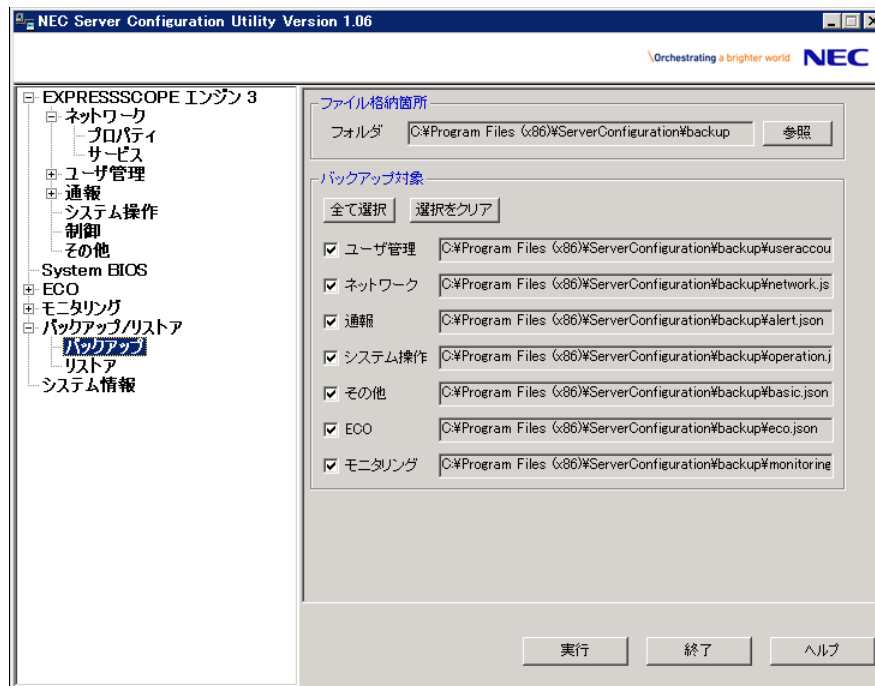 NEC Server Configuration Utility Version 1.06
\Orchestrating a brighter world NEC
EXPRESSSCOPE エンジン 3
ネットワーク
プロパティ
サービス
ユーザ管理
通報
システム操作
制御
その他
System BIOS
ECO
モニタリング
バックアップ/リストア
バックアップ
リストア
システム情報
ファイル格納箇所
フォルダ C:¥Program Files (x86)¥ServerConfiguration¥backup 参照
バックアップ対象
全て選択 選択をクリア
ユーザ管理 C:¥Program Files (x86)¥ServerConfiguration¥backup¥useraccou
ネットワーク C:¥Program Files (x86)¥ServerConfiguration¥backup¥network.js
通報 C:¥Program Files (x86)¥ServerConfiguration¥backup¥alert.json
システム操作 C:¥Program Files (x86)¥ServerConfiguration¥backup¥operation.j
その他 C:¥Program Files (x86)¥ServerConfiguration¥backup¥basic.json
ECO C:¥Program Files (x86)¥ServerConfiguration¥backup¥eco.json
モニタリング C:¥Program Files (x86)¥ServerConfiguration¥backup¥monitoring
実行 終了 ヘルプ